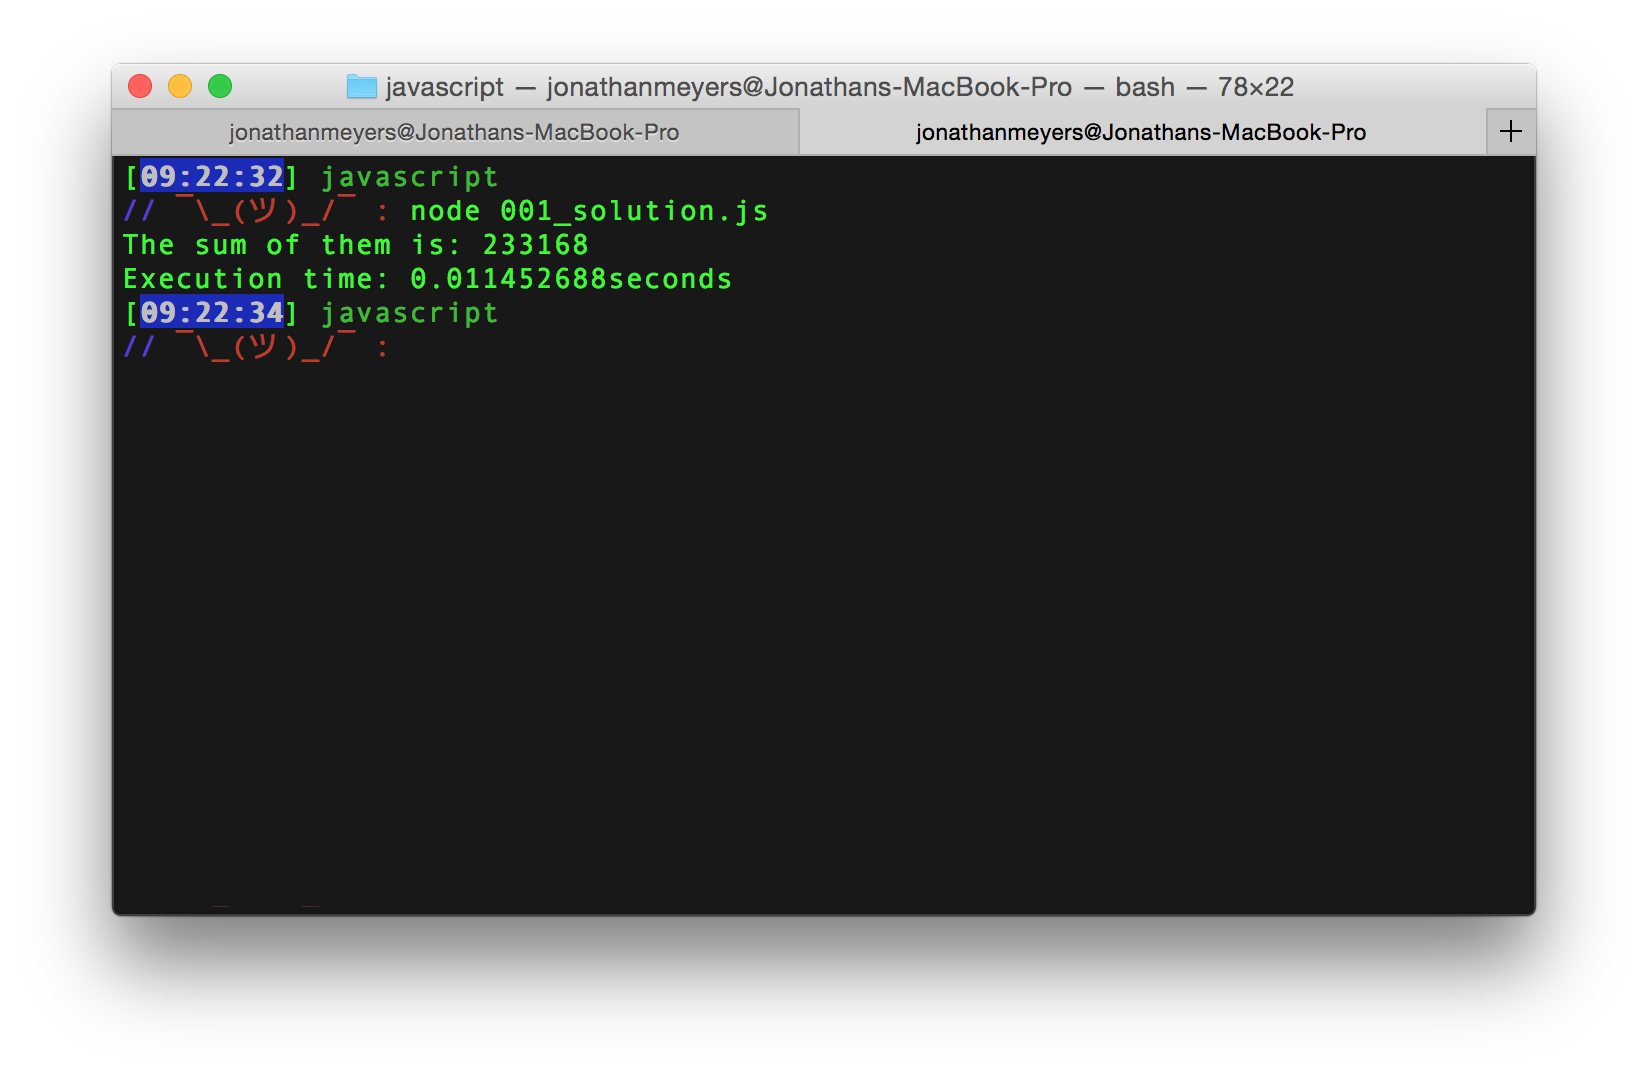 javascript — jonathanmeyers@Jonathans-MacBook-Pro — bash — 78×22
jonathanmeyers@Jonathans-MacBook-Pro jonathanmeyers@Jonathans-MacBook-Pro +
[09:22:32] javascript
// ¯\_(ツ)_/¯ : node 001_solution.js
The sum of them is: 233168
Execution time: 0.011452688seconds
[09:22:34] javascript
// ¯\_(ツ)_/¯ :